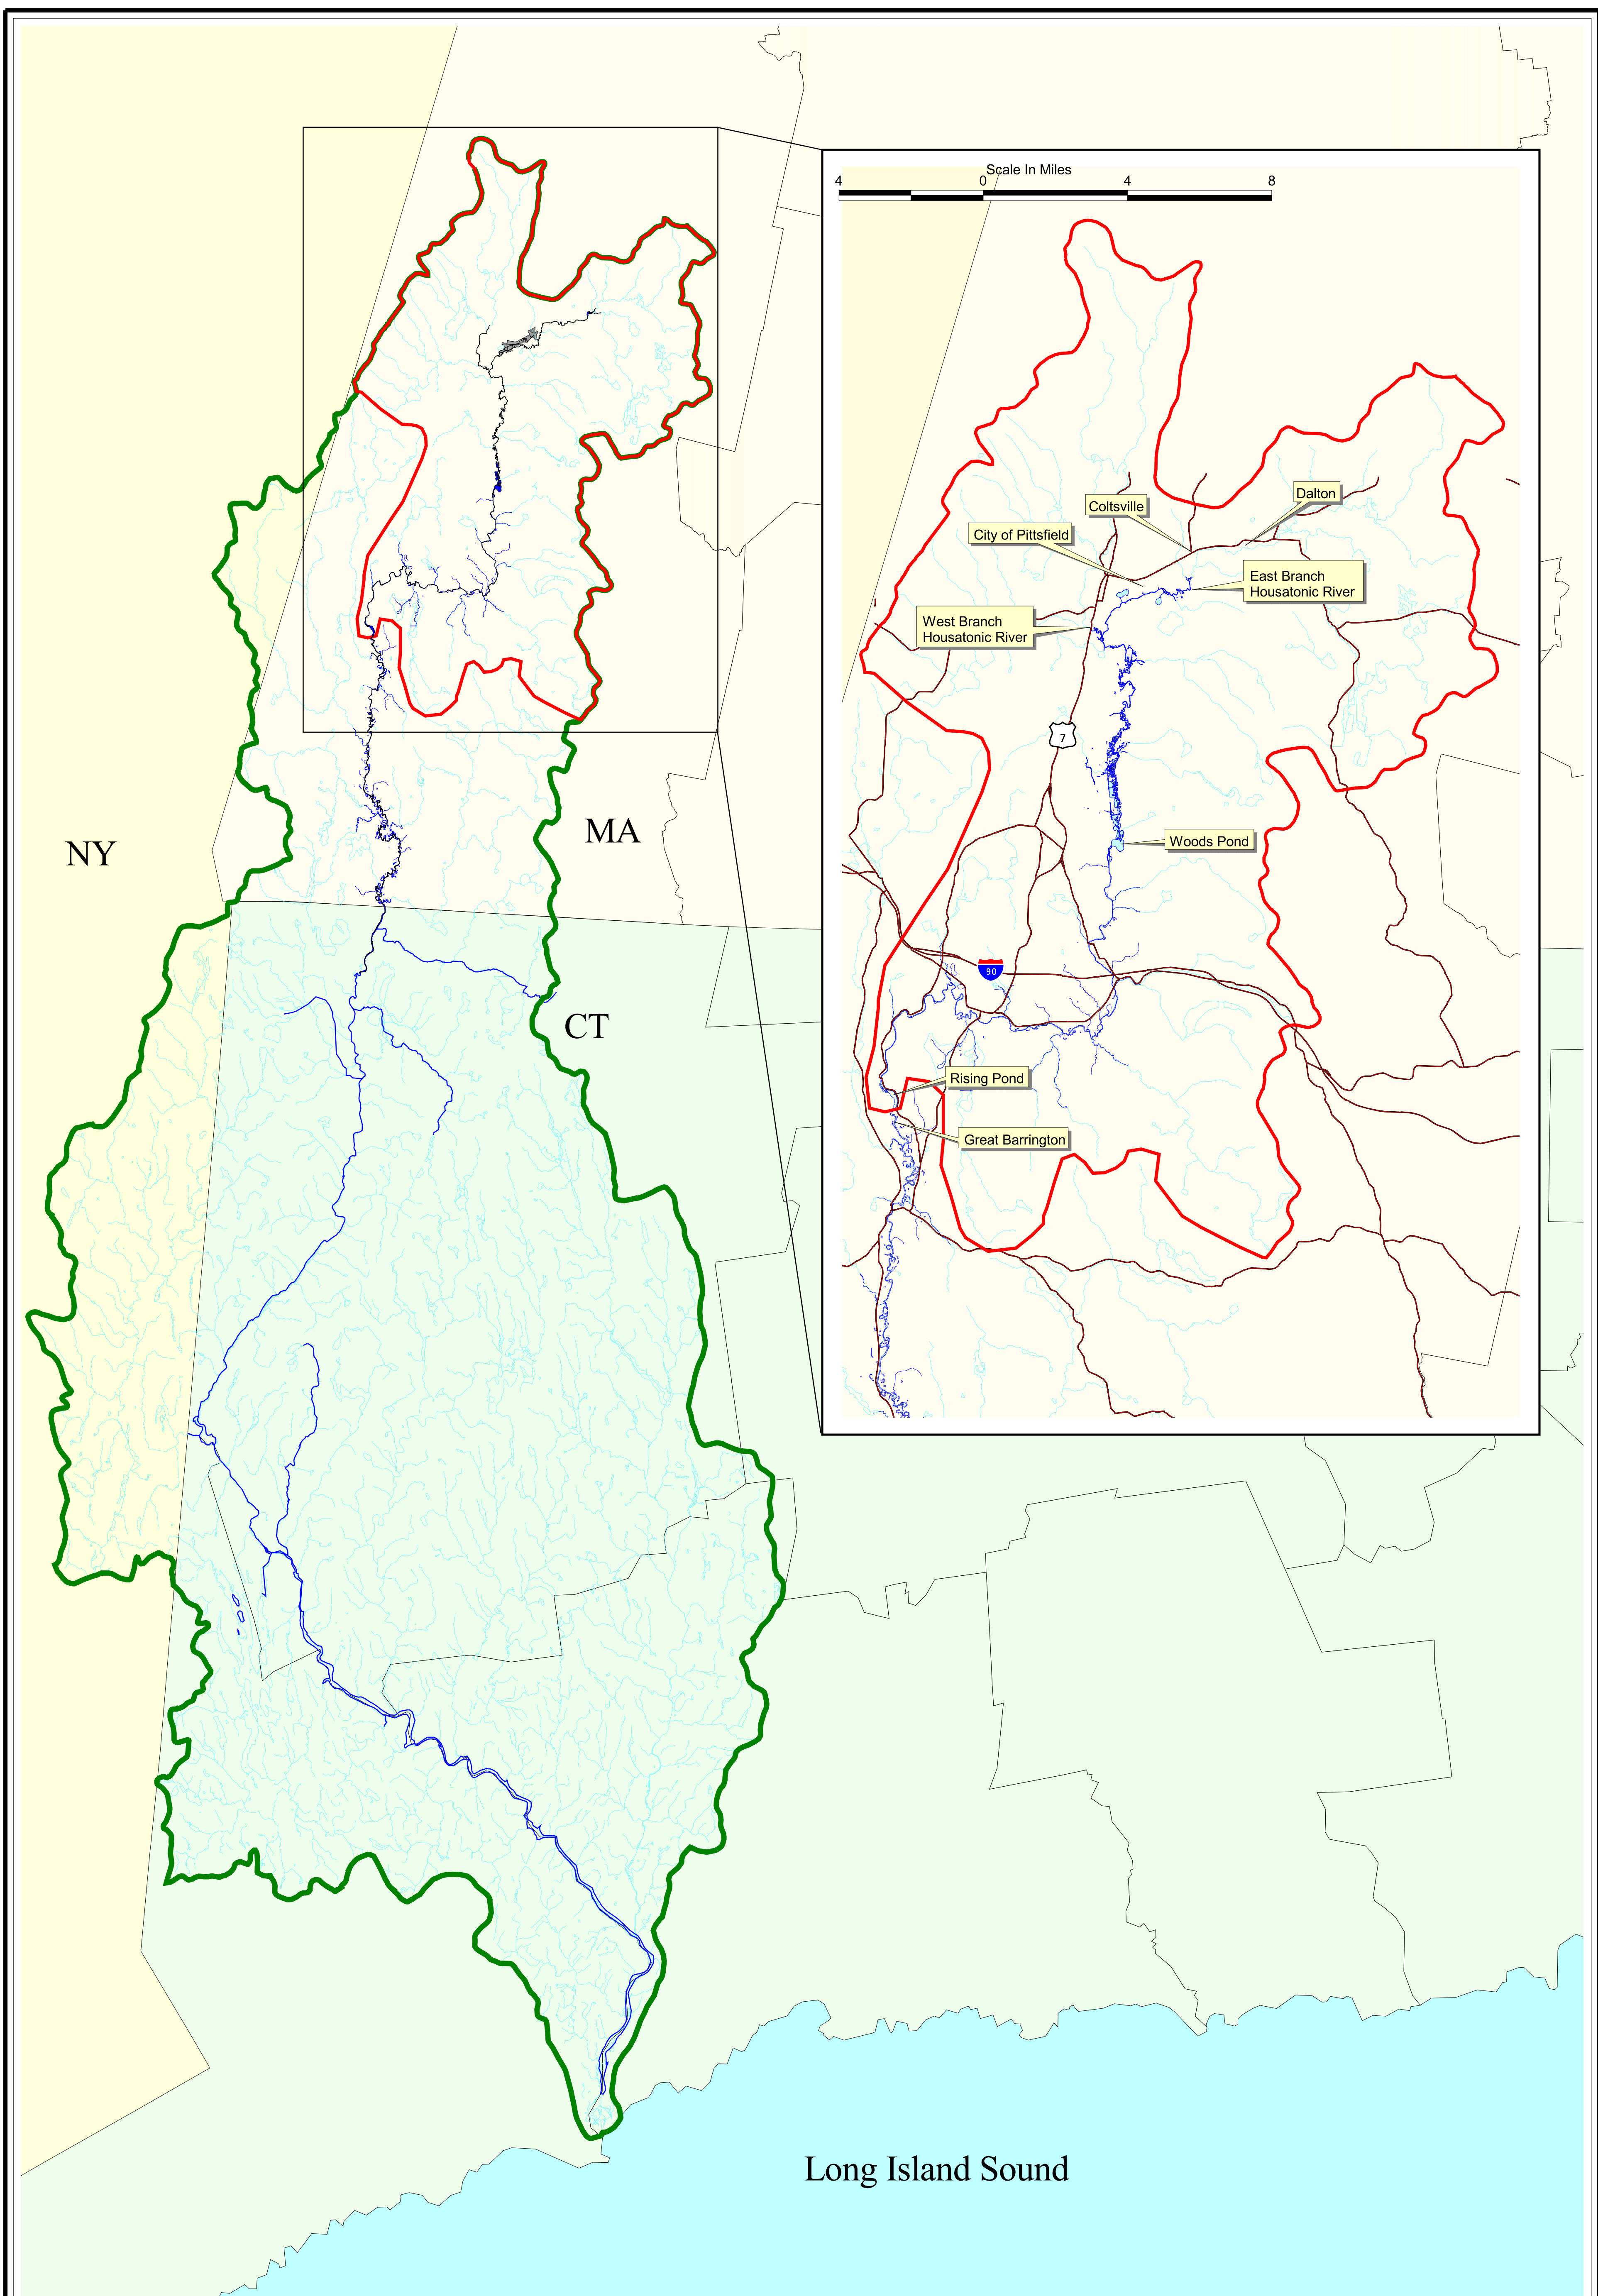 Scale In Miles
4 0 4 8
Dalton
Coltsville
City of Pittsfield
East Branch
Housatonic River
West Branch
Housatonic River
7
Woods Pond
NY
MA
90
CT
Rising Pond
Great Barrington
Long Island Sound